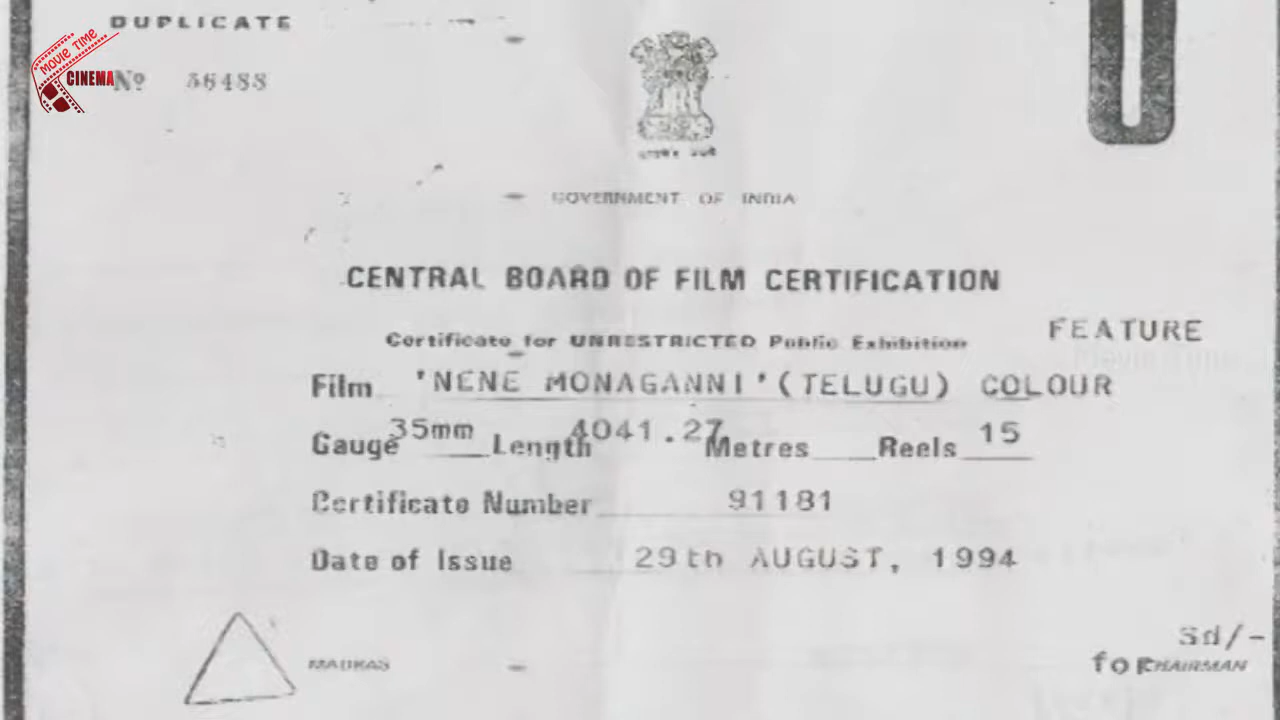 DUPLICATE
MOVIE TIME
CINEMA
Nº 56488
U
GOVERNMENT OF INDIA
CENTRAL BOARD OF FILM CERTIFICATION
Certificate for UNRESTRICTED Public Exhibition
FEATURE
Film 'NENE MONAGANNI' (TELUGU) COLOUR
Gauge 35mm Length 4041.27 Metres Reels 15
Certificate Number 91181
Date of Issue 29th AUGUST, 1994
MADRAS
Sd/-
for CHAIRMAN